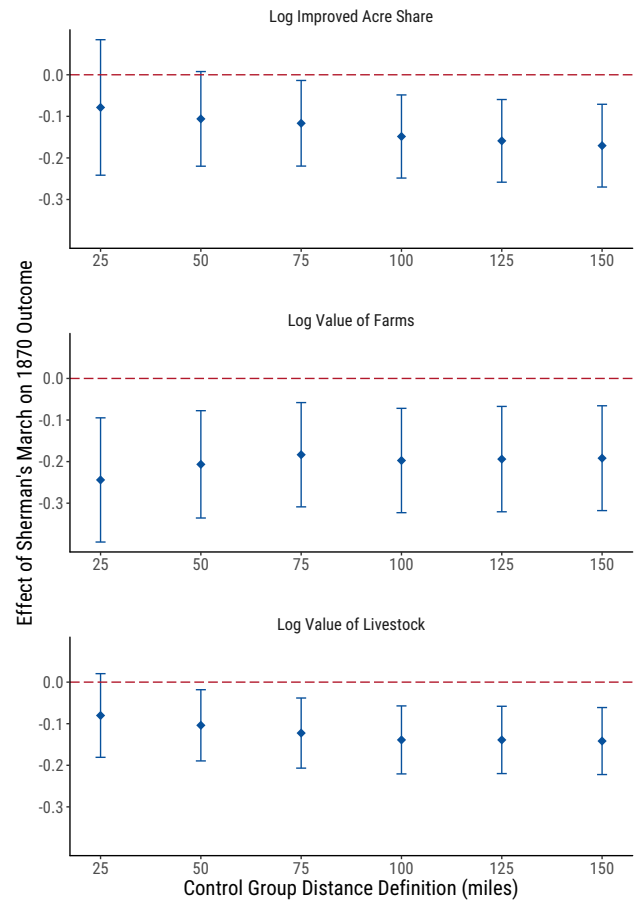 Log Improved Acre Share
0.0
-0.1
-0.2
-0.3
25 50 75 100 125 150
Effect of Sherman's March on 1870 Outcome
Log Value of Farms
0.0
-0.1
-0.2
-0.3
25 50 75 100 125 150
Log Value of Livestock
0.0
-0.1
-0.2
-0.3
25 50 75 100 125 150
Control Group Distance Definition (miles)